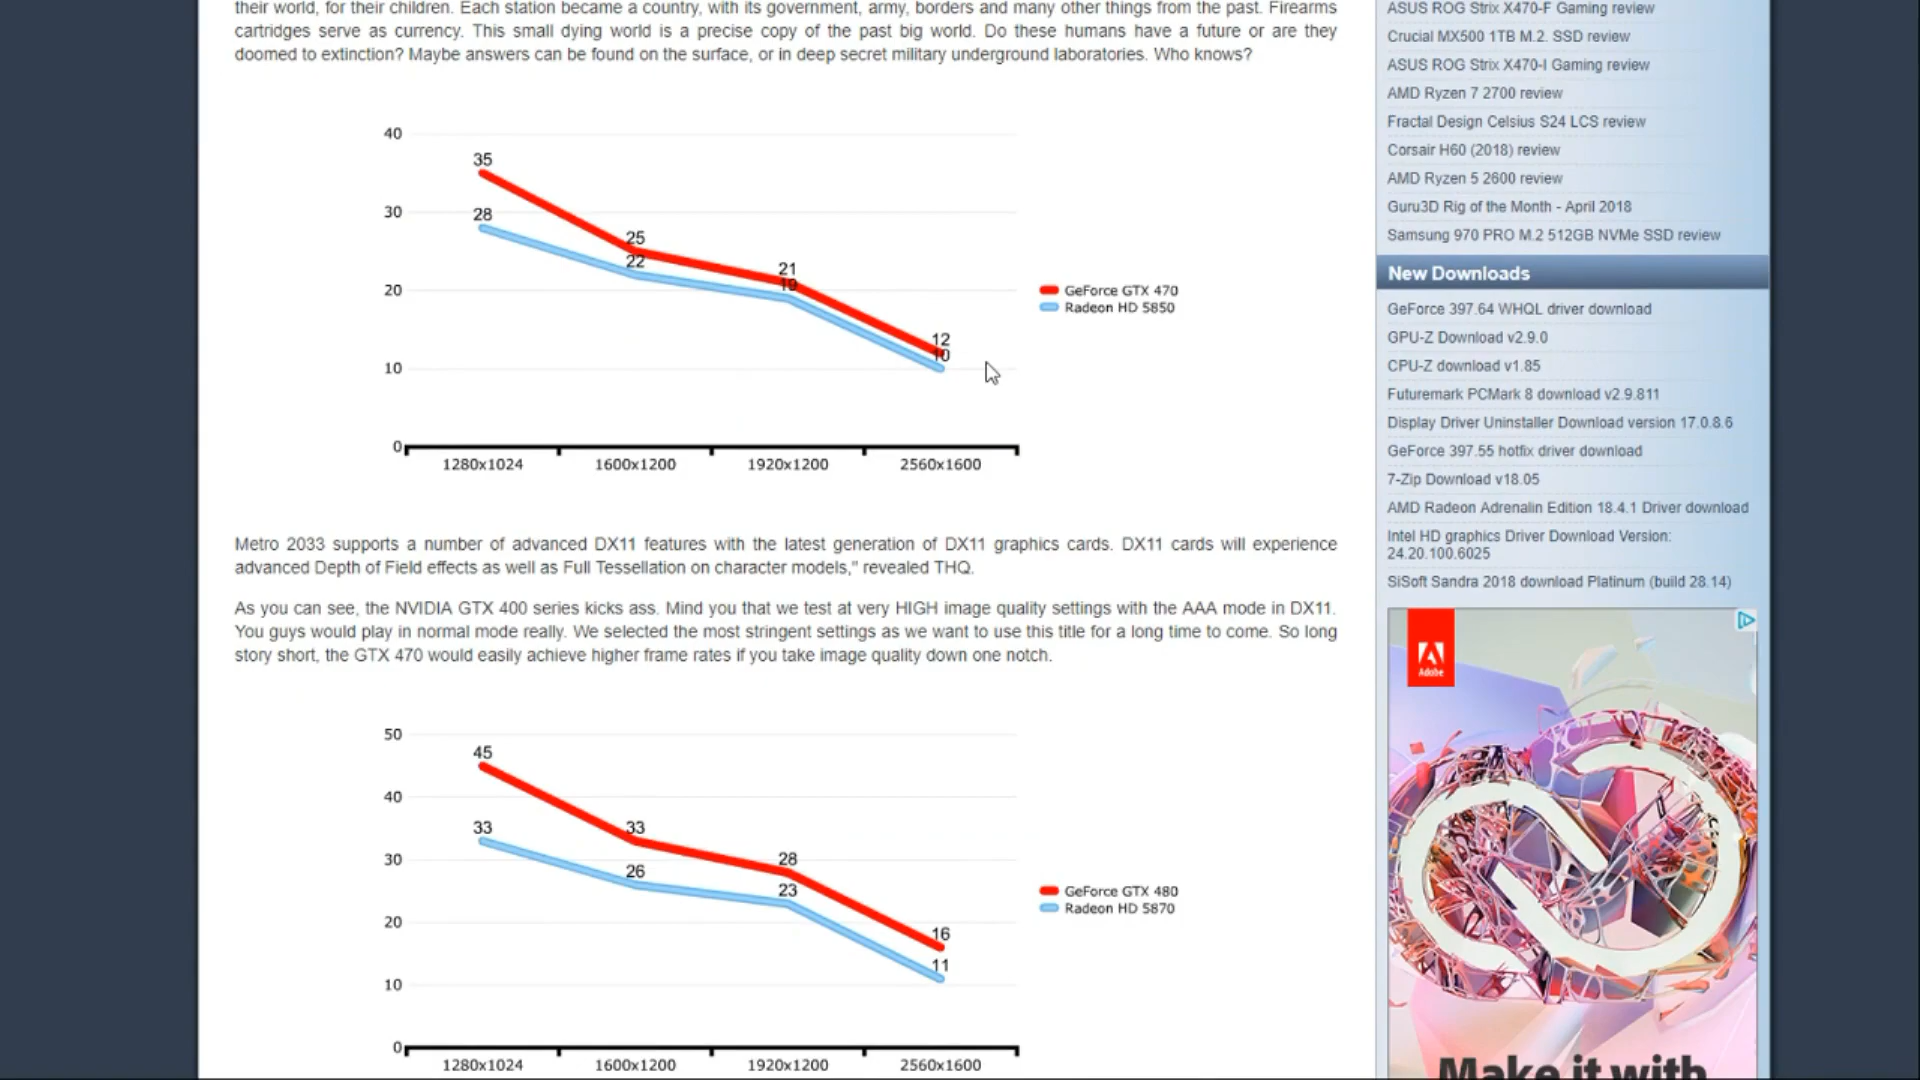 their world, for their children. Each station became a country, with its government, army, borders and many other things from the past. Firearms
cartridges serve as currency. This small dying world is a precise copy of the past big world. Do these humans have a future or are they
doomed to extinction? Maybe answers can be found on the surface, or in deep secret military underground laboratories. Who knows?
40
30
20
10
0
35
28
25
22
21
19
12
10
1280x1024 1600x1200 1920x1200 2560x1600
GeForce GTX 470
Radeon HD 5850
Metro 2033 supports a number of advanced DX11 features with the latest generation of DX11 graphics cards. DX11 cards will experience
advanced Depth of Field effects as well as Full Tessellation on character models," revealed THQ.
As you can see, the NVIDIA GTX 400 series kicks ass. Mind you that we test at very HIGH image quality settings with the AAA mode in DX11.
You guys would play in normal mode really. We selected the most stringent settings as we want to use this title for a long time to come. So long
story short, the GTX 470 would easily achieve higher frame rates if you take image quality down one notch.
50
40
30
20
10
0
45
33
33
26
28
23
16
11
1280x1024 1600x1200 1920x1200 2560x1600
GeForce GTX 480
Radeon HD 5870
ASUS ROG Strix X470-F Gaming review
Crucial MX500 1TB M.2. SSD review
ASUS ROG Strix X470-I Gaming review
AMD Ryzen 7 2700 review
Fractal Design Celsius S24 LCS review
Corsair H60 (2018) review
AMD Ryzen 5 2600 review
Guru3D Rig of the Month - April 2018
Samsung 970 PRO M.2 512GB NVMe SSD review
New Downloads
GeForce 397.64 WHQL driver download
GPU-Z Download v2.9.0
CPU-Z download v1.85
Futuremark PCMark 8 download v2.9.811
Display Driver Uninstaller Download version 17.0.8.6
GeForce 397.55 hotfix driver download
7-Zip Download v18.05
AMD Radeon Adrenalin Edition 18.4.1 Driver download
Intel HD graphics Driver Download Version:
24.20.100.6025
SiSoft Sandra 2018 download Platinum (build 28.14)
Adobe
Make it with